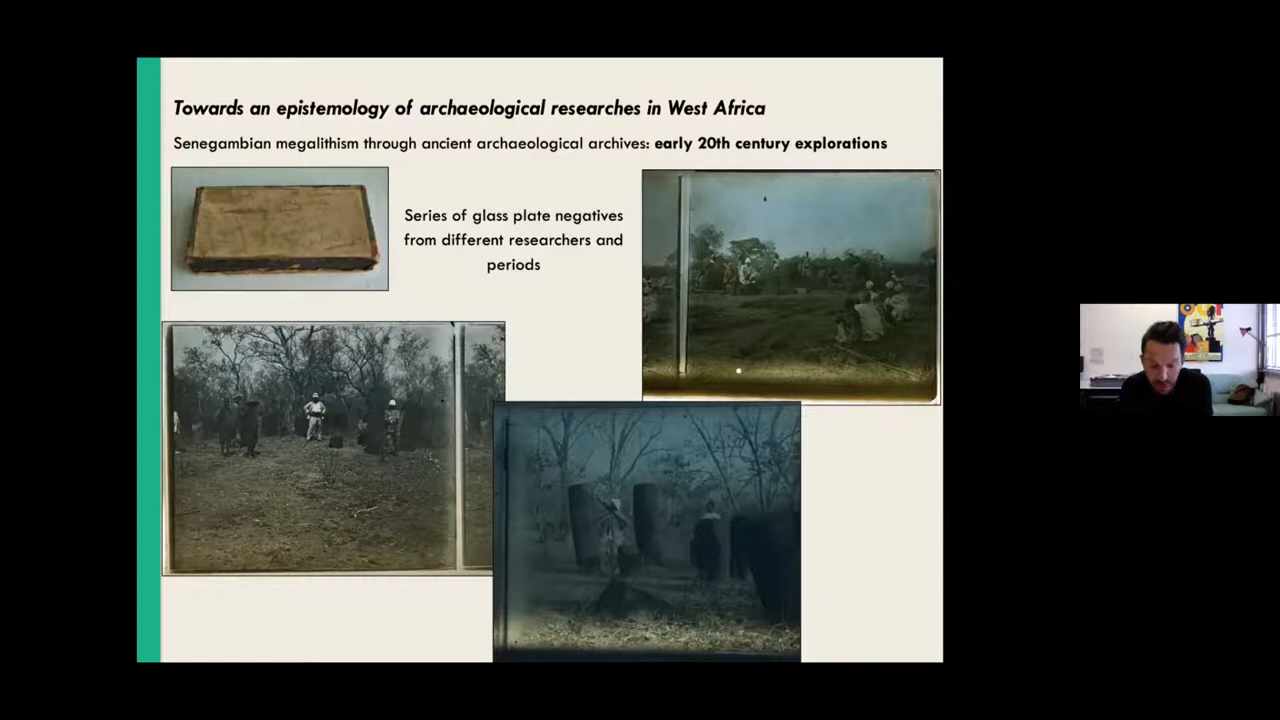 Towards an epistemology of archaeological researches in West Africa
Senegambian megalithism through ancient archaeological archives: early 20th century explorations
Series of glass plate negatives
from different researchers and
periods